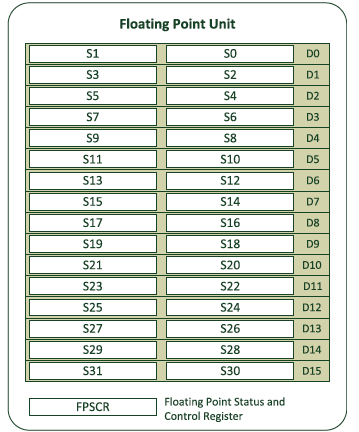 Floating Point Unit
S1 S0 D0
S3 S2 D1
S5 S4 D2
S7 S6 D3
S9 S8 D4
S11 S10 D5
S13 S12 D6
S15 S14 D7
S17 S16 D8
S19 S18 D9
S21 S20 D10
S23 S22 D11
S25 S24 D12
S27 S26 D13
S29 S28 D14
S31 S30 D15
FPSCR Floating Point Status and
Control Register